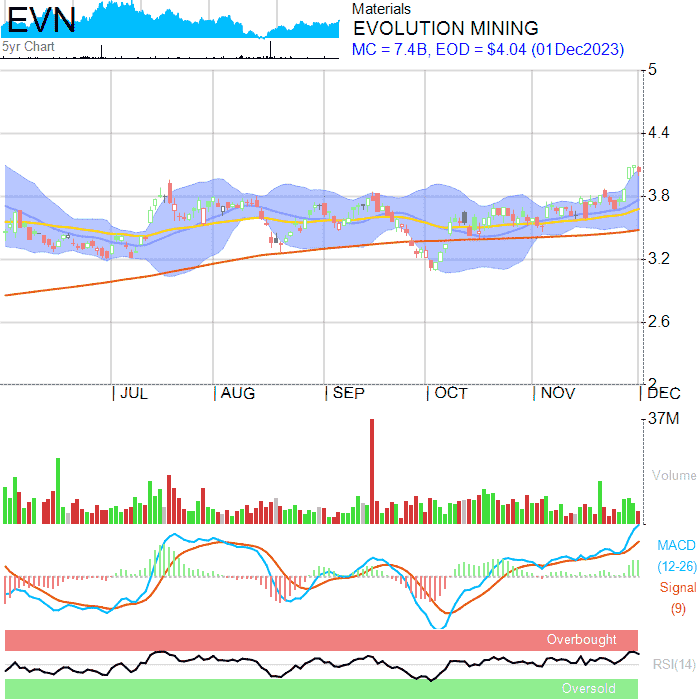 EVN
5yr Chart
Materials
EVOLUTION MINING
MC = 7.4B, EOD = $4.04 (01Dec2023)
5
4.4
3.8
3.2
2.6
2
JUL AUG SEP OCT NOV DEC
37M
Volume
MACD
(12-26)
Signal
(9)
Overbought
RSI(14)
Oversold